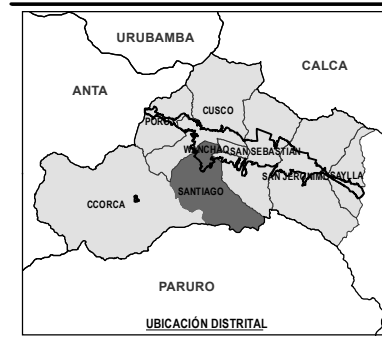 URUBAMBA
CALCA
ANTA
CUSCO
POROY
WANCHAQ
SAN SEBASTIAN
SAN JERONIMO
SAYLLA
SANTIAGO
CCORCA
PARURO
UBICACIÓN DISTRITAL